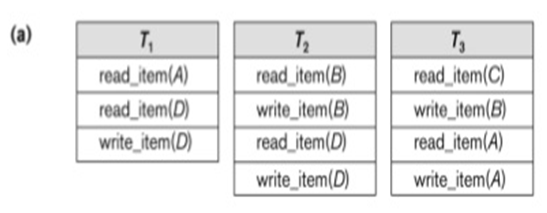 (a)
T1 T2 T3
read_item(A) read_item(B) read_item(C)
read_item(D) write_item(B) write_item(B)
write_item(D) read_item(D) read_item(A)
write_item(D) write_item(A)